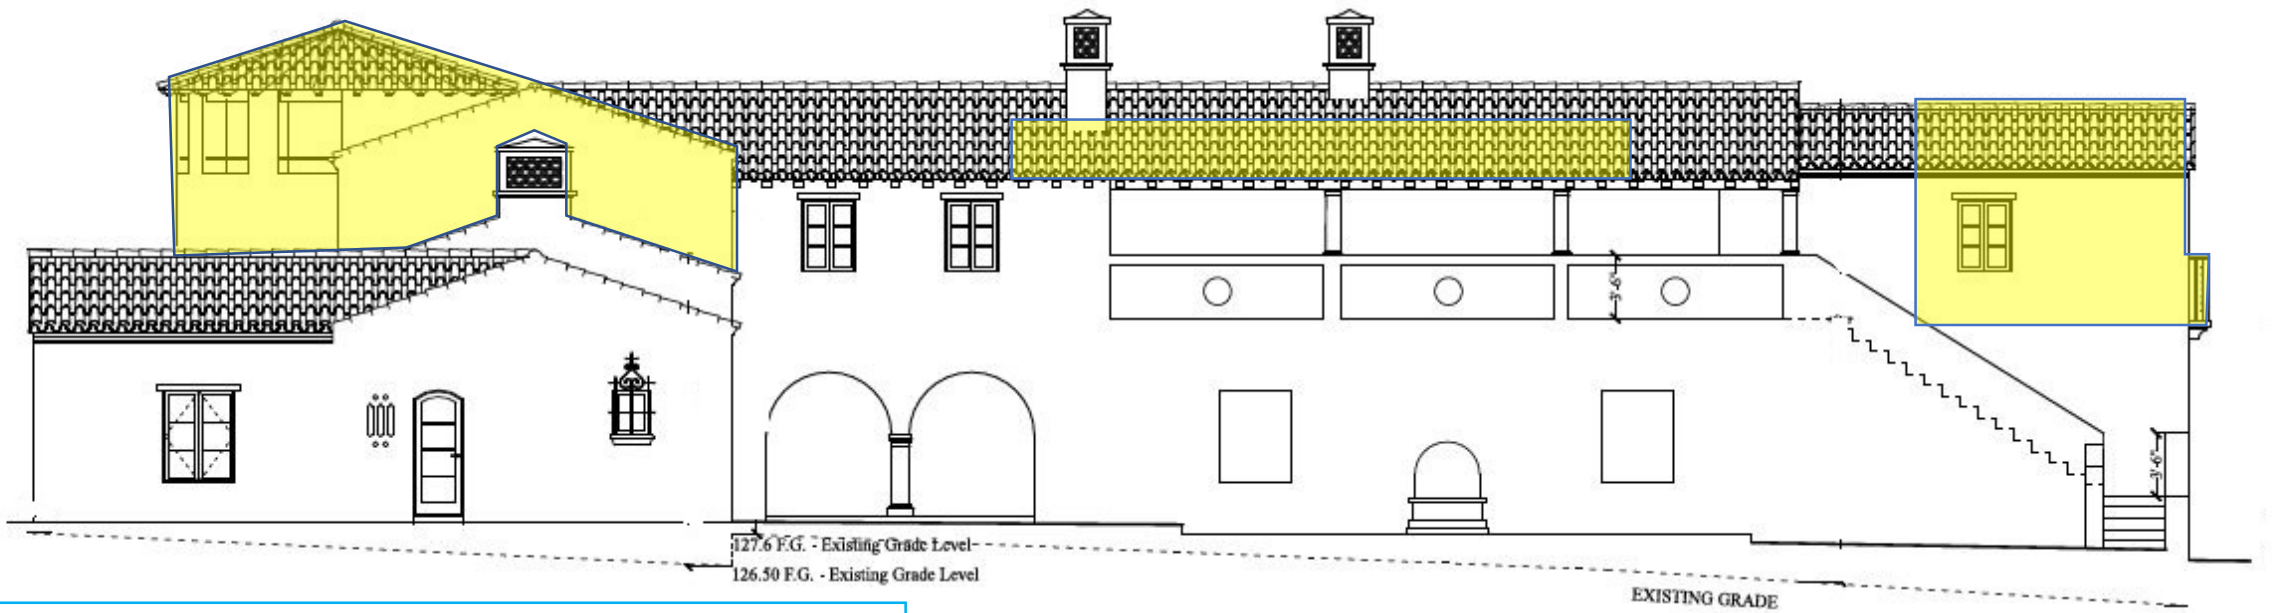 3'-6"
3'-6"
127.6 F.G. - Existing Grade Level
126.50 F.G. - Existing Grade Level
EXISTING GRADE